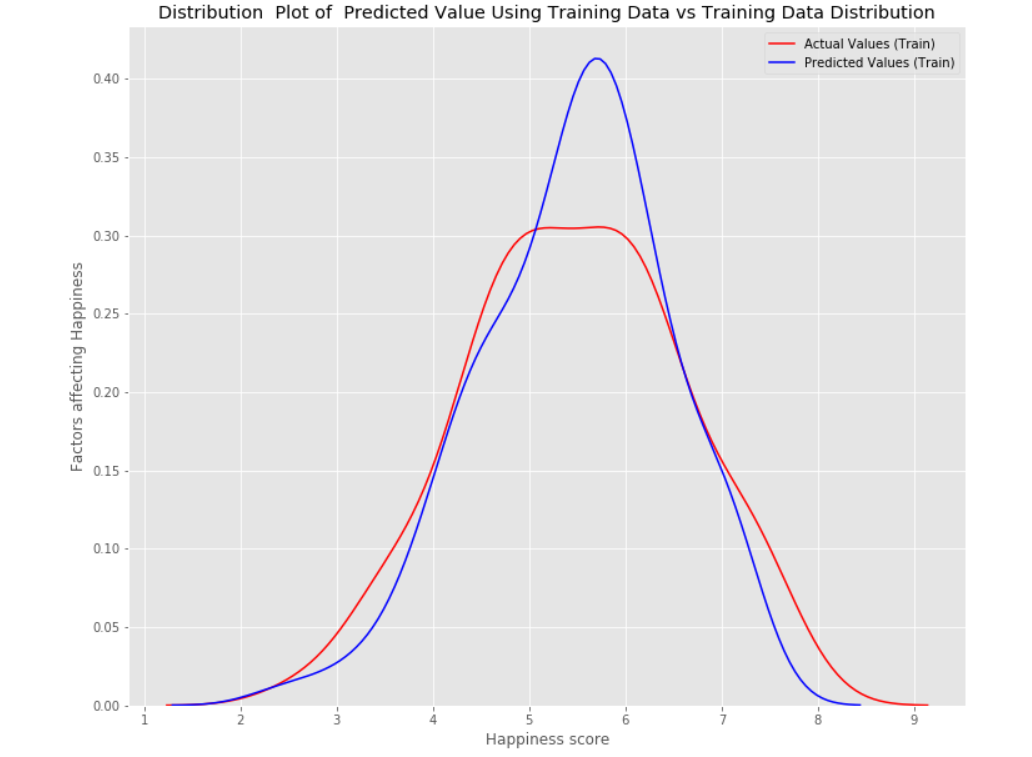 Distribution  Plot of  Predicted Value Using Training Data vs Training Data Distribution
Actual Values (Train)
Predicted Values (Train)
0.40
0.35
0.30
0.25
0.20
0.15
0.10
0.05
0.00
Factors affecting Happiness
1 2 3 4 5 6 7 8 9
Happiness score